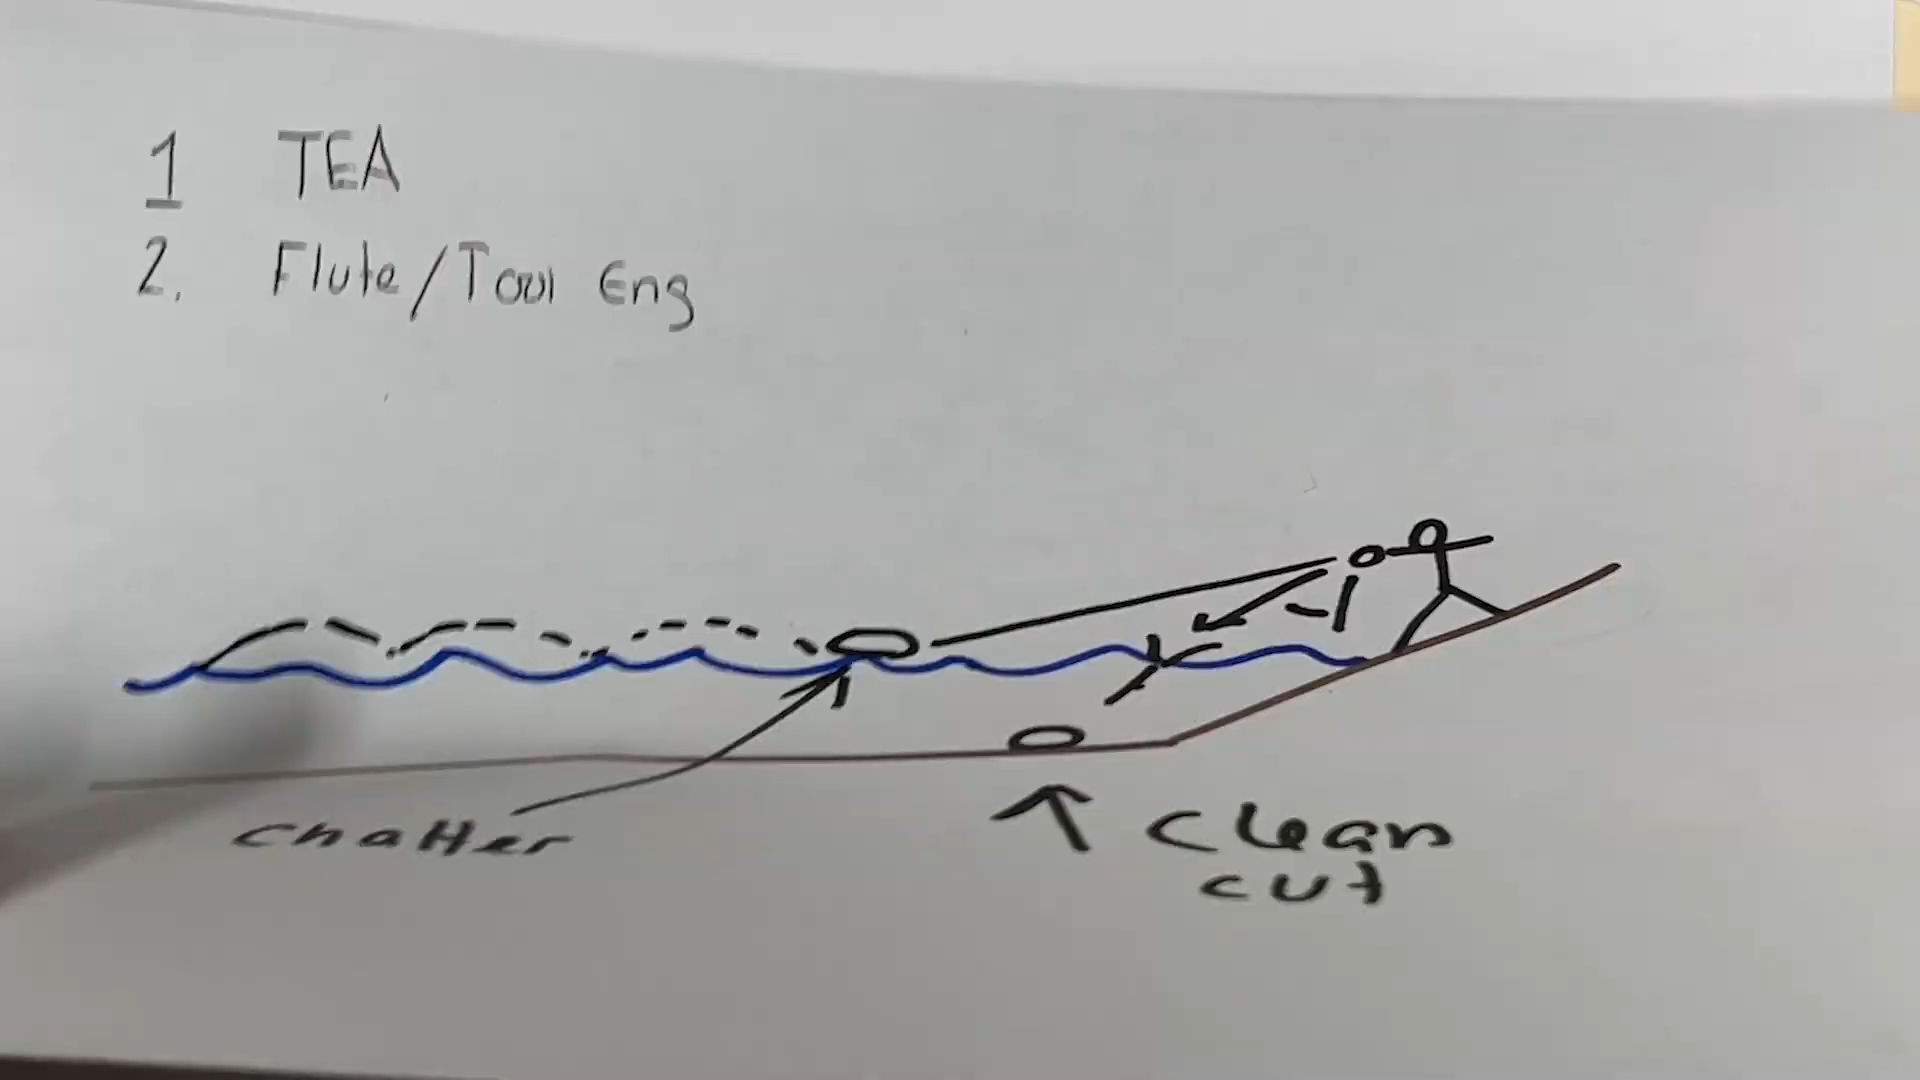 1 TEA
2. Flute/Tool Eng
chatter
clean
cut